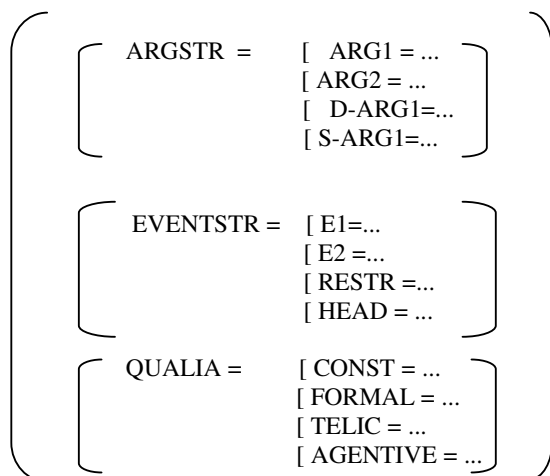 ARGSTR = [ ARG1 = ...
[ ARG2 = ...
[ D-ARG1=...
[ S-ARG1=...
EVENTSTR = [ E1=...
[ E2 =...
[ RESTR =...
[ HEAD = ...
QUALIA = [ CONST = ...
[ FORMAL = ...
[ TELIC = ...
[ AGENTIVE = ...